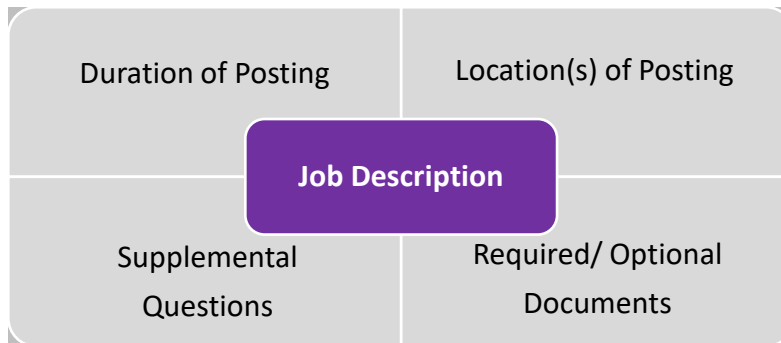 Duration of Posting
Location(s) of Posting
Job Description
Supplemental
Questions
Required/ Optional
Documents